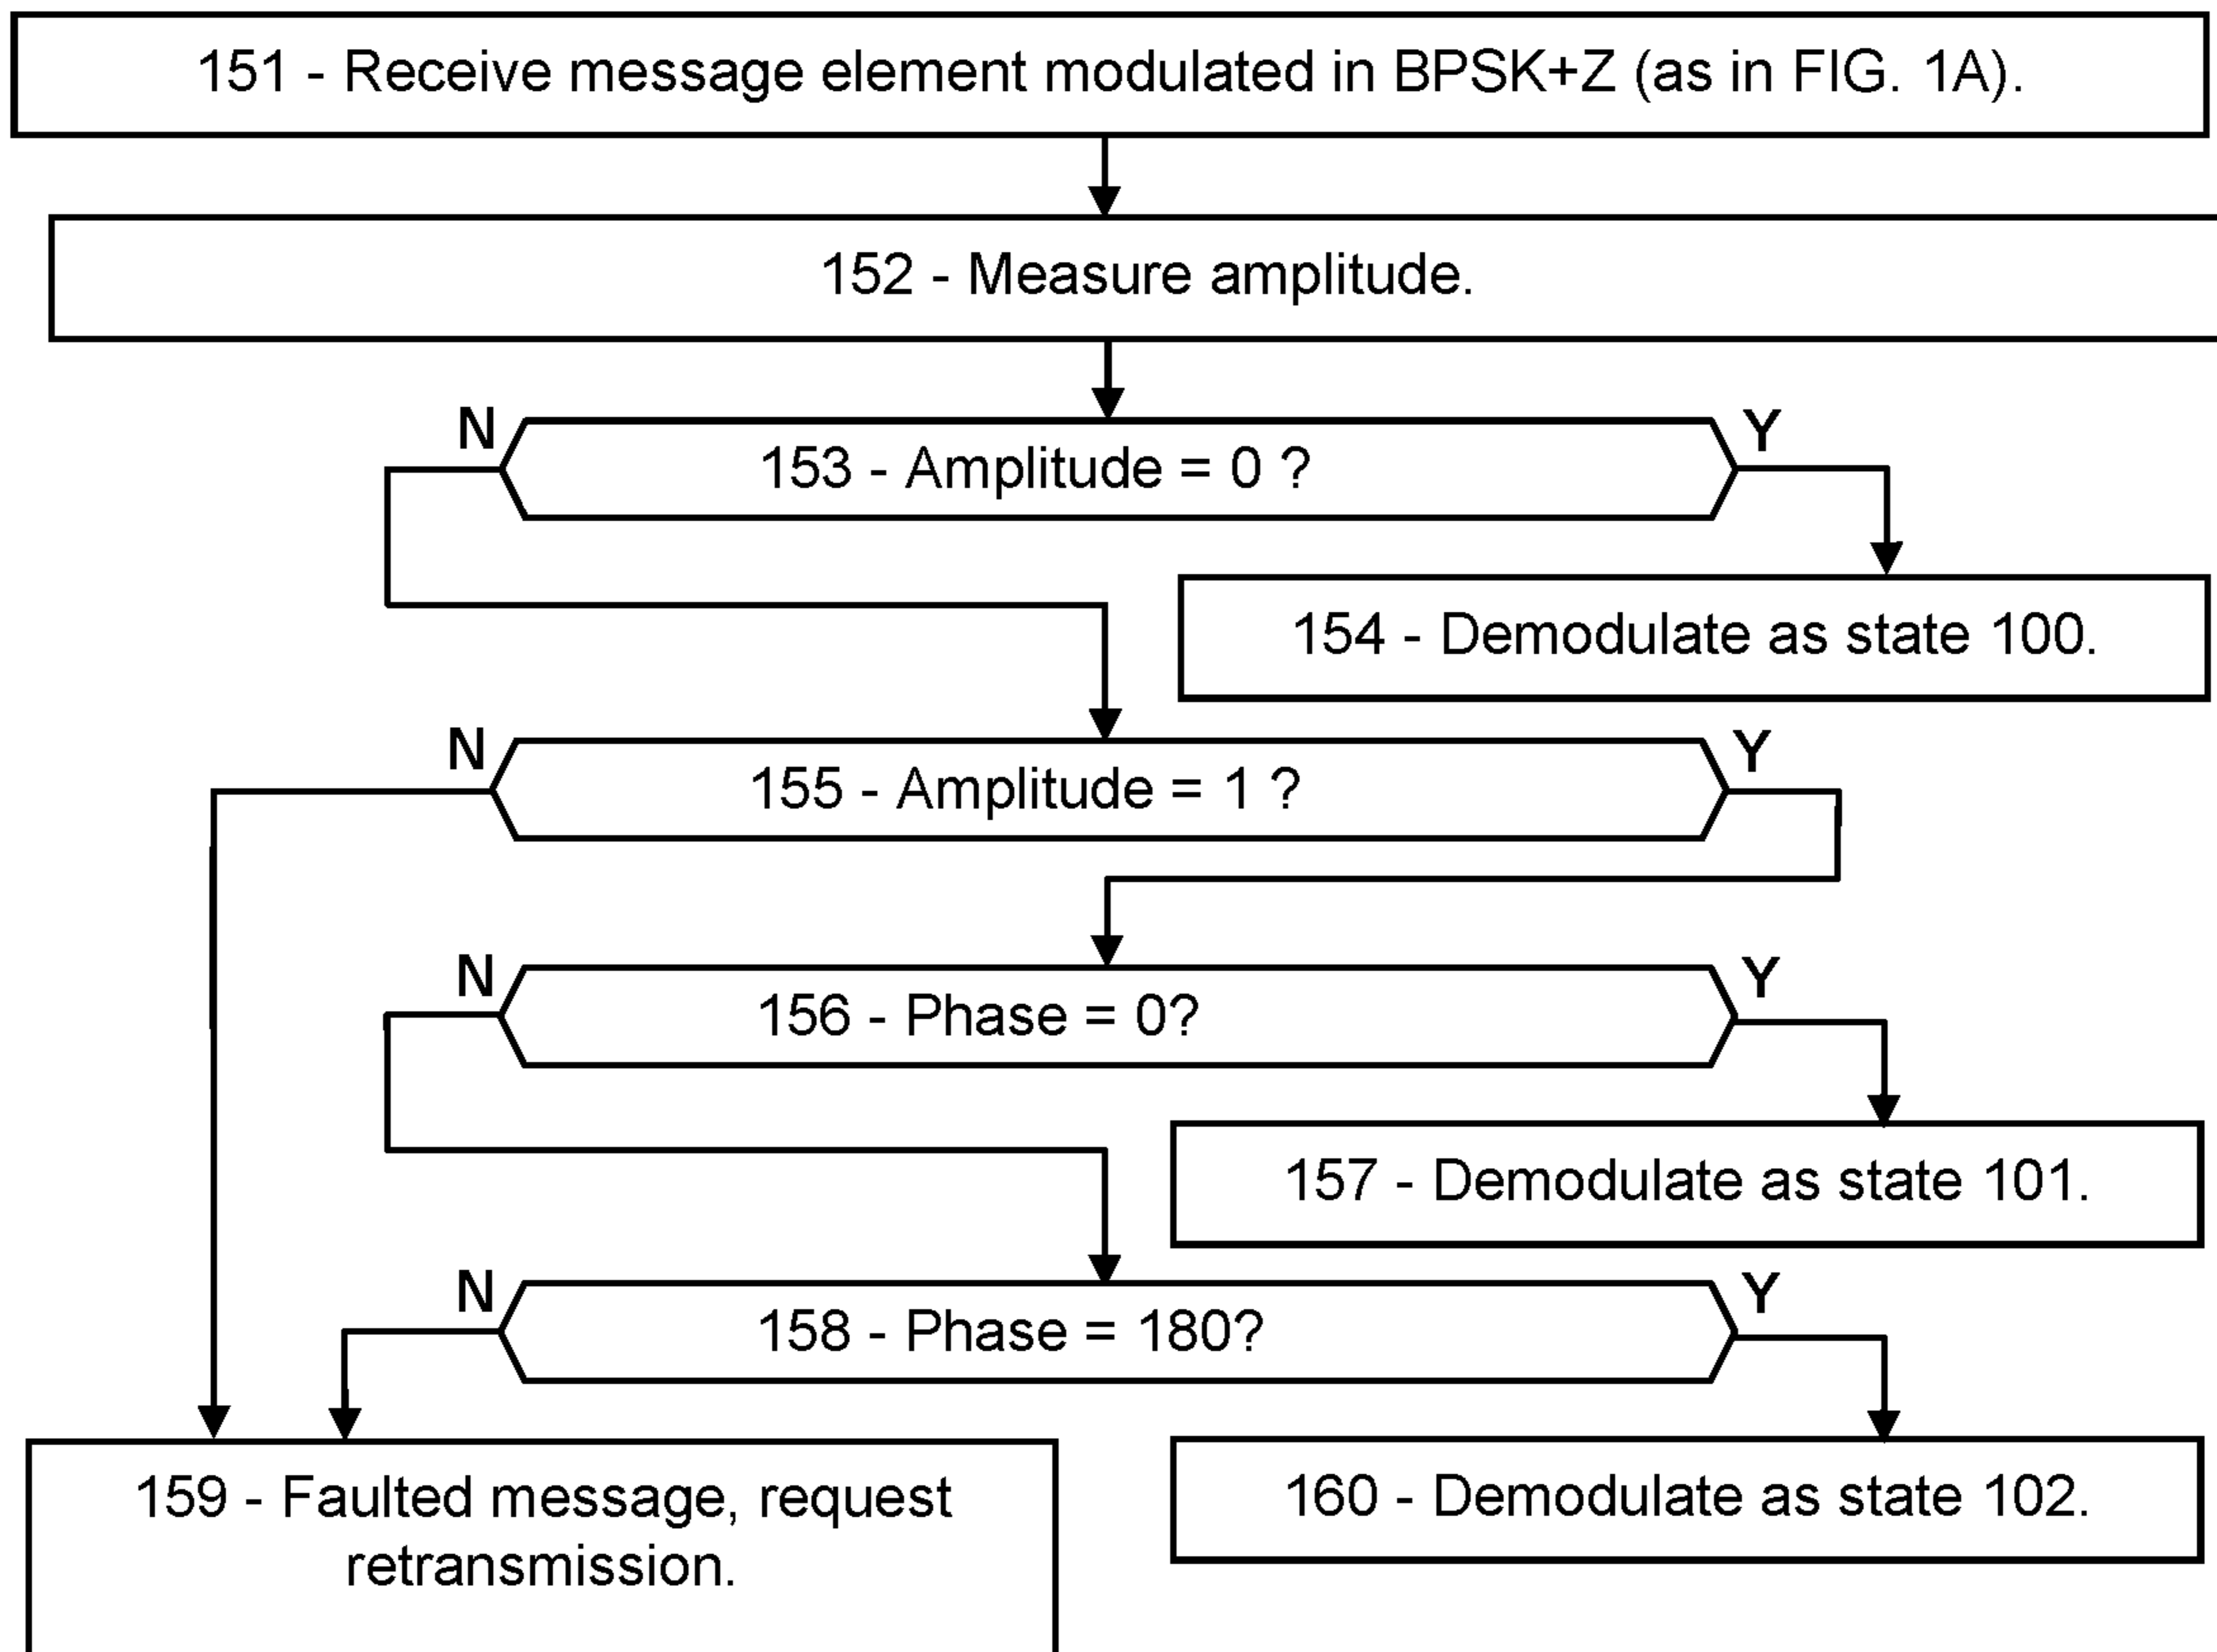 151 - Receive message element modulated in BPSK+Z (as in FIG. 1A).
152 - Measure amplitude.
N
153 - Amplitude = 0 ?
Y
154 - Demodulate as state 100.
N
155 - Amplitude = 1 ?
Y
N
156 - Phase = 0?
Y
157 - Demodulate as state 101.
N
158 - Phase = 180?
Y
159 - Faulted message, request
retransmission.
160 - Demodulate as state 102.